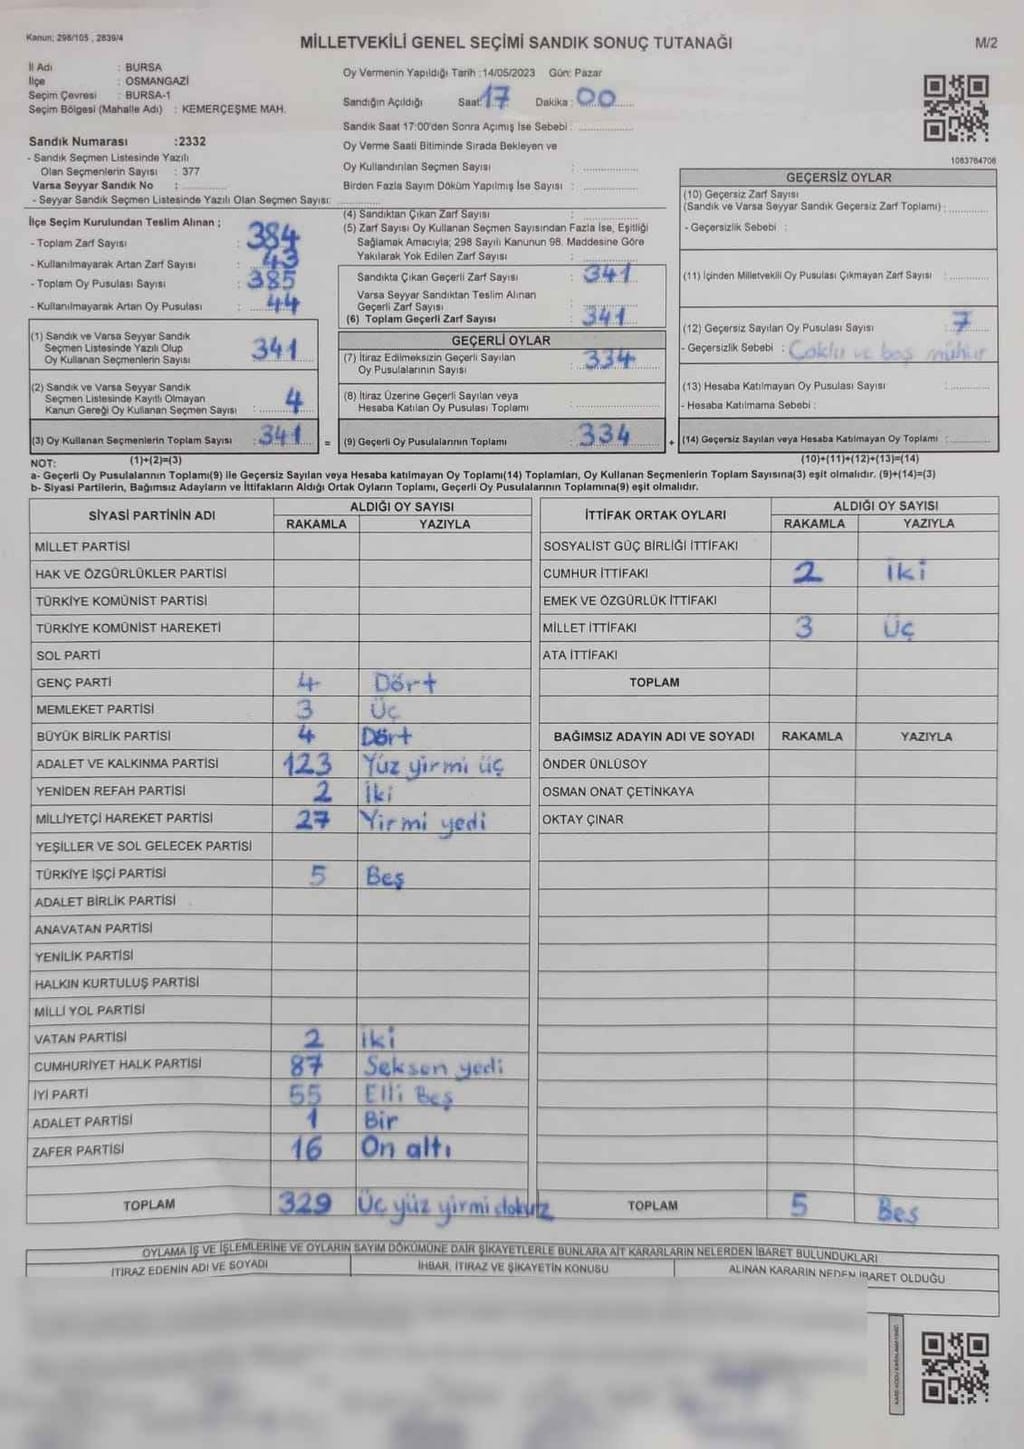 Kanun: 298/105 , 2839/4
MİLLETVEKİLİ GENEL SEÇİMİ SANDIK SONUÇ TUTANAĞI
M/2
İl Adı : BURSA
İlçe : OSMANGAZİ
Seçim Çevresi : BURSA-1
Seçim Bölgesi (Mahalle Adı) : KEMERÇEŞME MAH.
Sandık Numarası :2332
- Sandık Seçmen Listesinde Yazılı
Olan Seçmenlerin Sayısı : 377
Varsa Seyyar Sandık No :
- Seyyar Sandık Seçmen Listesinde Yazılı Olan Seçmen Sayısı:
Oy Vermenin Yapıldığı Tarih :14/05/2023 Gün: Pazar
Sandığın Açıldığı Saat: 17 Dakika : 00
Sandık Saat 17:00'den Sonra Açımış İse Sebebi :
Oy Verme Saati Bitiminde Sırada Bekleyen ve
Oy Kullandırılan Seçmen Sayısı :
Birden Fazla Sayım Döküm Yapılmış İse Sayısı :
1083764706
İlçe Seçim Kurulundan Teslim Alınan ;
- Toplam Zarf Sayısı : 384
- Kullanılmayarak Artan Zarf Sayısı : 43
- Toplam Oy Pusulası Sayısı : 385
- Kullanılmayarak Artan Oy Pusulası : 44
(1) Sandık ve Varsa Seyyar Sandık
Seçmen Listesinde Yazılı Olup
Oy Kullanan Seçmenlerin Sayısı : 341
(2) Sandık ve Varsa Seyyar Sandık
Seçmen Listesinde Kayıtlı Olmayan
Kanun Gereği Oy Kullanan Seçmen Sayısı : 4
(3) Oy Kullanan Seçmenlerin Toplam Sayısı : 341 =
(4) Sandıktan Çıkan Zarf Sayısı :
(5) Zarf Sayısı Oy Kullanan Seçmen Sayısından Fazla İse, Eşitliği
Sağlamak Amacıyla; 298 Sayılı Kanunun 98. Maddesine Göre
Yakılarak Yok Edilen Zarf Sayısı :
Sandıkta Çıkan Geçerli Zarf Sayısı : 341
Varsa Seyyar Sandıktan Teslim Alınan
Geçerli Zarf Sayısı :
(6) Toplam Geçerli Zarf Sayısı : 341
GEÇERLİ OYLAR
(7) İtiraz Edilmeksizin Geçerli Sayılan
Oy Pusulalarının Sayısı : 334
(8) İtiraz Üzerine Geçerli Sayılan veya
Hesaba Katılan Oy Pusulası Toplamı :
(9) Geçerli Oy Pusulalarının Toplamı : 334 +
GEÇERSİZ OYLAR
(10) Geçersiz Zarf Sayısı
(Sandık ve Varsa Seyyar Sandık Geçersiz Zarf Toplamı) :
- Geçersizlik Sebebi :
(11) İçinden Milletvekili Oy Pusulası Çıkmayan Zarf Sayısı :
(12) Geçersiz Sayılan Oy Pusulası Sayısı : 7
- Geçersizlik Sebebi : Çoklu ve boş mühür
(13) Hesaba Katılmayan Oy Pusulası Sayısı :
- Hesaba Katılmama Sebebi :
(14) Geçersiz Sayılan veya Hesaba Katılmayan Oy Toplamı :
NOT: (1)+(2)=(3) (10)+(11)+(12)+(13)=(14)
a- Geçerli Oy Pusulalarının Toplamı(9) ile Geçersiz Sayılan veya Hesaba katılmayan Oy Toplamı(14) Toplamları, Oy Kullanan Seçmenlerin Toplam Sayısına(3) eşit olmalıdır. (9)+(14)=(3)
b- Siyasi Partilerin, Bağımsız Adayların ve İttifakların Aldığı Ortak Oyların Toplamı, Geçerli Oy Pusulalarının Toplamına(9) eşit olmalıdır.
SİYASİ PARTİNİN ADI ALDIĞI OY SAYISI
RAKAMLA YAZIYLA
MİLLET PARTİSİ
HAK VE ÖZGÜRLÜKLER PARTİSİ
TÜRKİYE KOMÜNİST PARTİSİ
TÜRKİYE KOMÜNİST HAREKETİ
SOL PARTİ
GENÇ PARTİ 4 Dört
MEMLEKET PARTİSİ 3 Üç
BÜYÜK BİRLİK PARTİSİ 4 Dört
ADALET VE KALKINMA PARTİSİ 123 Yüz yirmi üç
YENİDEN REFAH PARTİSİ 2 İki
MİLLİYETÇİ HAREKET PARTİSİ 27 Yirmi yedi
YEŞİLLER VE SOL GELECEK PARTİSİ
TÜRKİYE İŞÇİ PARTİSİ 5 Beş
ADALET BİRLİK PARTİSİ
ANAVATAN PARTİSİ
YENİLİK PARTİSİ
HALKIN KURTULUŞ PARTİSİ
MİLLİ YOL PARTİSİ
VATAN PARTİSİ 2 İki
CUMHURİYET HALK PARTİSİ 87 Seksen yedi
İYİ PARTİ 55 Elli Beş
ADALET PARTİSİ 1 Bir
ZAFER PARTİSİ 16 On altı
TOPLAM 329 Üç yüz yirmi dokuz
İTTİFAK ORTAK OYLARI ALDIĞI OY SAYISI
RAKAMLA YAZIYLA
SOSYALİST GÜÇ BİRLİĞİ İTTİFAKI
CUMHUR İTTİFAKI 2 İki
EMEK VE ÖZGÜRLÜK İTTİFAKI
MİLLET İTTİFAKI 3 Üç
ATA İTTİFAKI
TOPLAM
BAĞIMSIZ ADAYIN ADI VE SOYADI RAKAMLA YAZIYLA
ÖNDER ÜNLÜSOY
OSMAN ONAT ÇETİNKAYA
OKTAY ÇINAR
TOPLAM 5 Beş
OYLAMA İŞ VE İŞLEMLERİNE VE OYLARIN SAYIM DÖKÜMÜNE DAİR ŞİKAYETLERLE BUNLARA AİT KARARLARIN NELERDEN İBARET BULUNDUKLARI
İTİRAZ EDENİN ADI VE SOYADI İHBAR, İTİRAZ VE ŞİKAYETİN KONUSU ALINAN KARARIN NEDEN İBARET OLDUĞU